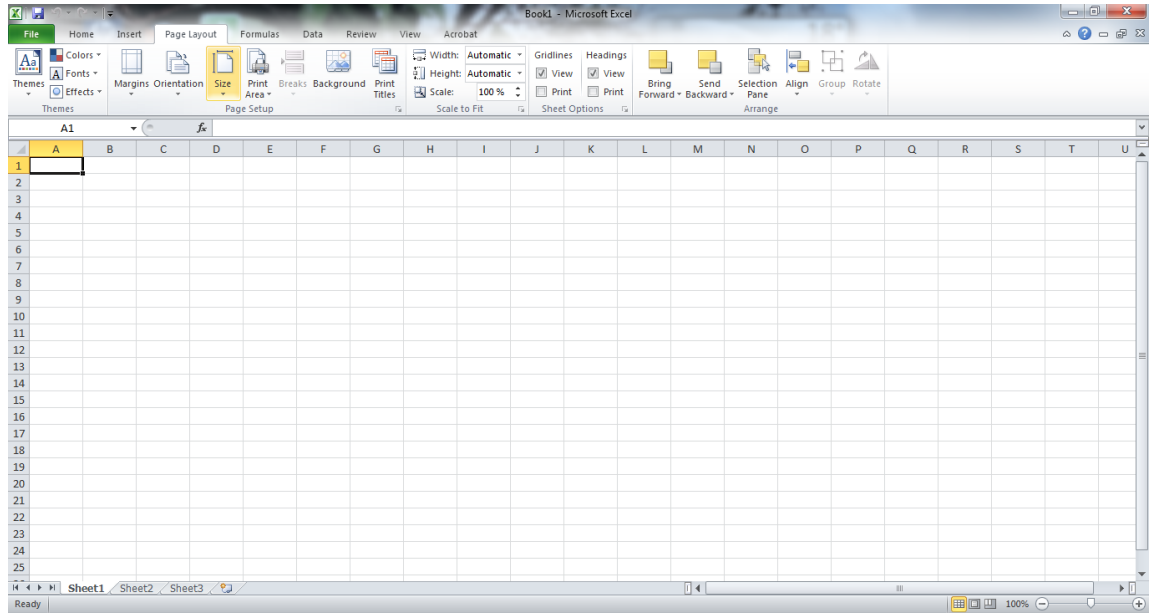 Book1 - Microsoft Excel
File Home Insert Page Layout Formulas Data Review View Acrobat
Colors Width: Automatic Gridlines Headings
Aa A Fonts Height: Automatic View View
Themes Effects Margins Orientation Size Print Area Breaks Background Print Titles Scale: 100 % Print Print Bring Forward Send Backward Selection Pane Align Group Rotate
Themes Page Setup Scale to Fit Sheet Options Arrange
A1 fx
A B C D E F G H I J K L M N O P Q R S T U
1
2
3
4
5
6
7
8
9
10
11
12
13
14
15
16
17
18
19
20
21
22
23
24
25
Sheet1 Sheet2 Sheet3
Ready 100%